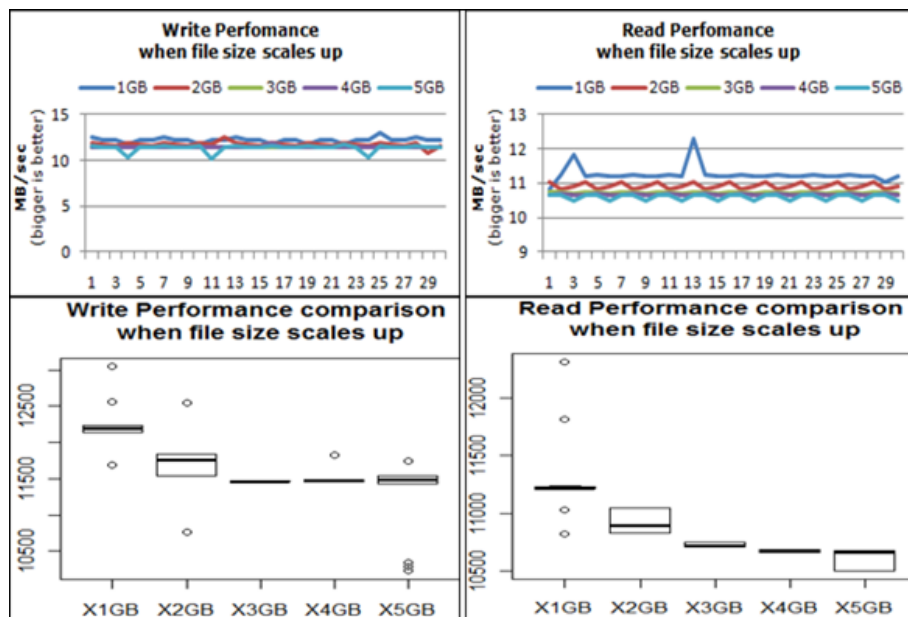 Write Perfomance
when file size scales up
1GB 2GB 3GB 4GB 5GB
15
10
5
0
MB/sec
(bigger is better)
1 3 5 7 9 11 13 15 17 19 21 23 25 27 29
Read Perfomance
when file size scales up
1GB 2GB 3GB 4GB 5GB
13
12
11
10
9
MB/sec
(bigger is better)
1 3 5 7 9 11 13 15 17 19 21 23 25 27 29
Write Performance comparison
when file size scales up
12500
11500
10500
X1GB X2GB X3GB X4GB X5GB
Read Performance comparison
when file size scales up
12000
11500
11000
10500
X1GB X2GB X3GB X4GB X5GB